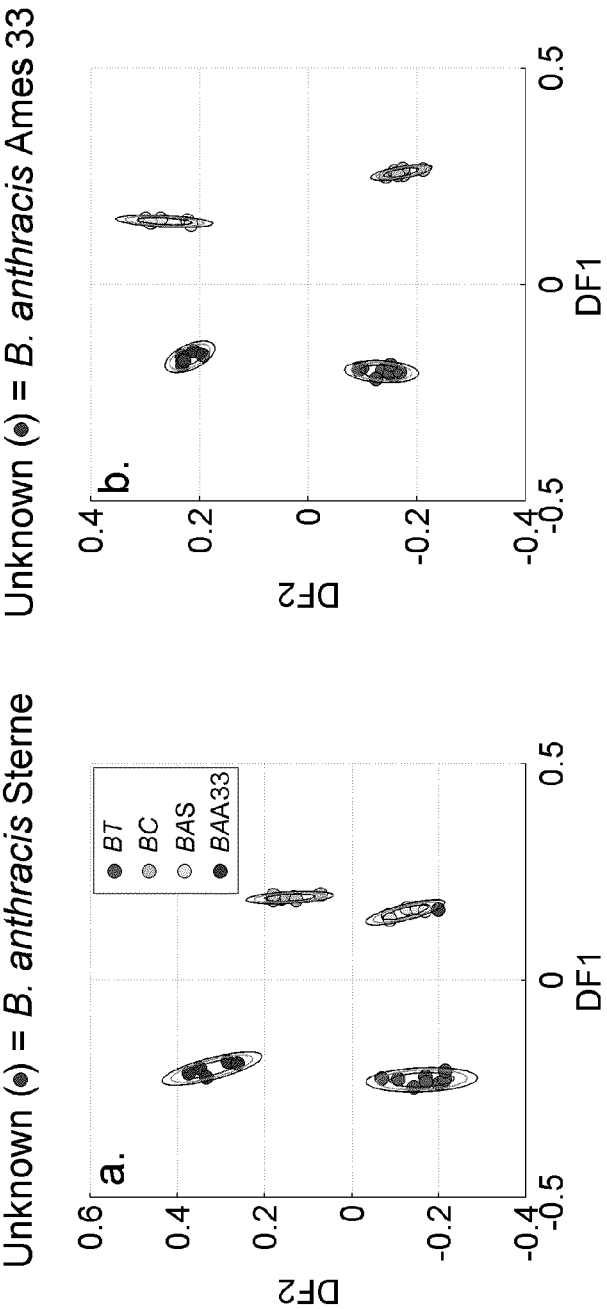 Unknown (●) = B. anthracis Sterne
a.
DF2
0.6
0.4
0.2
0
-0.2
-0.4
-0.5
0
0.5
DF1
BT
BC
BAS
BAA33
Unknown (●) = B. anthracis Ames 33
b.
DF2
0.4
0.2
0
-0.2
-0.4
-0.5
0
0.5
DF1